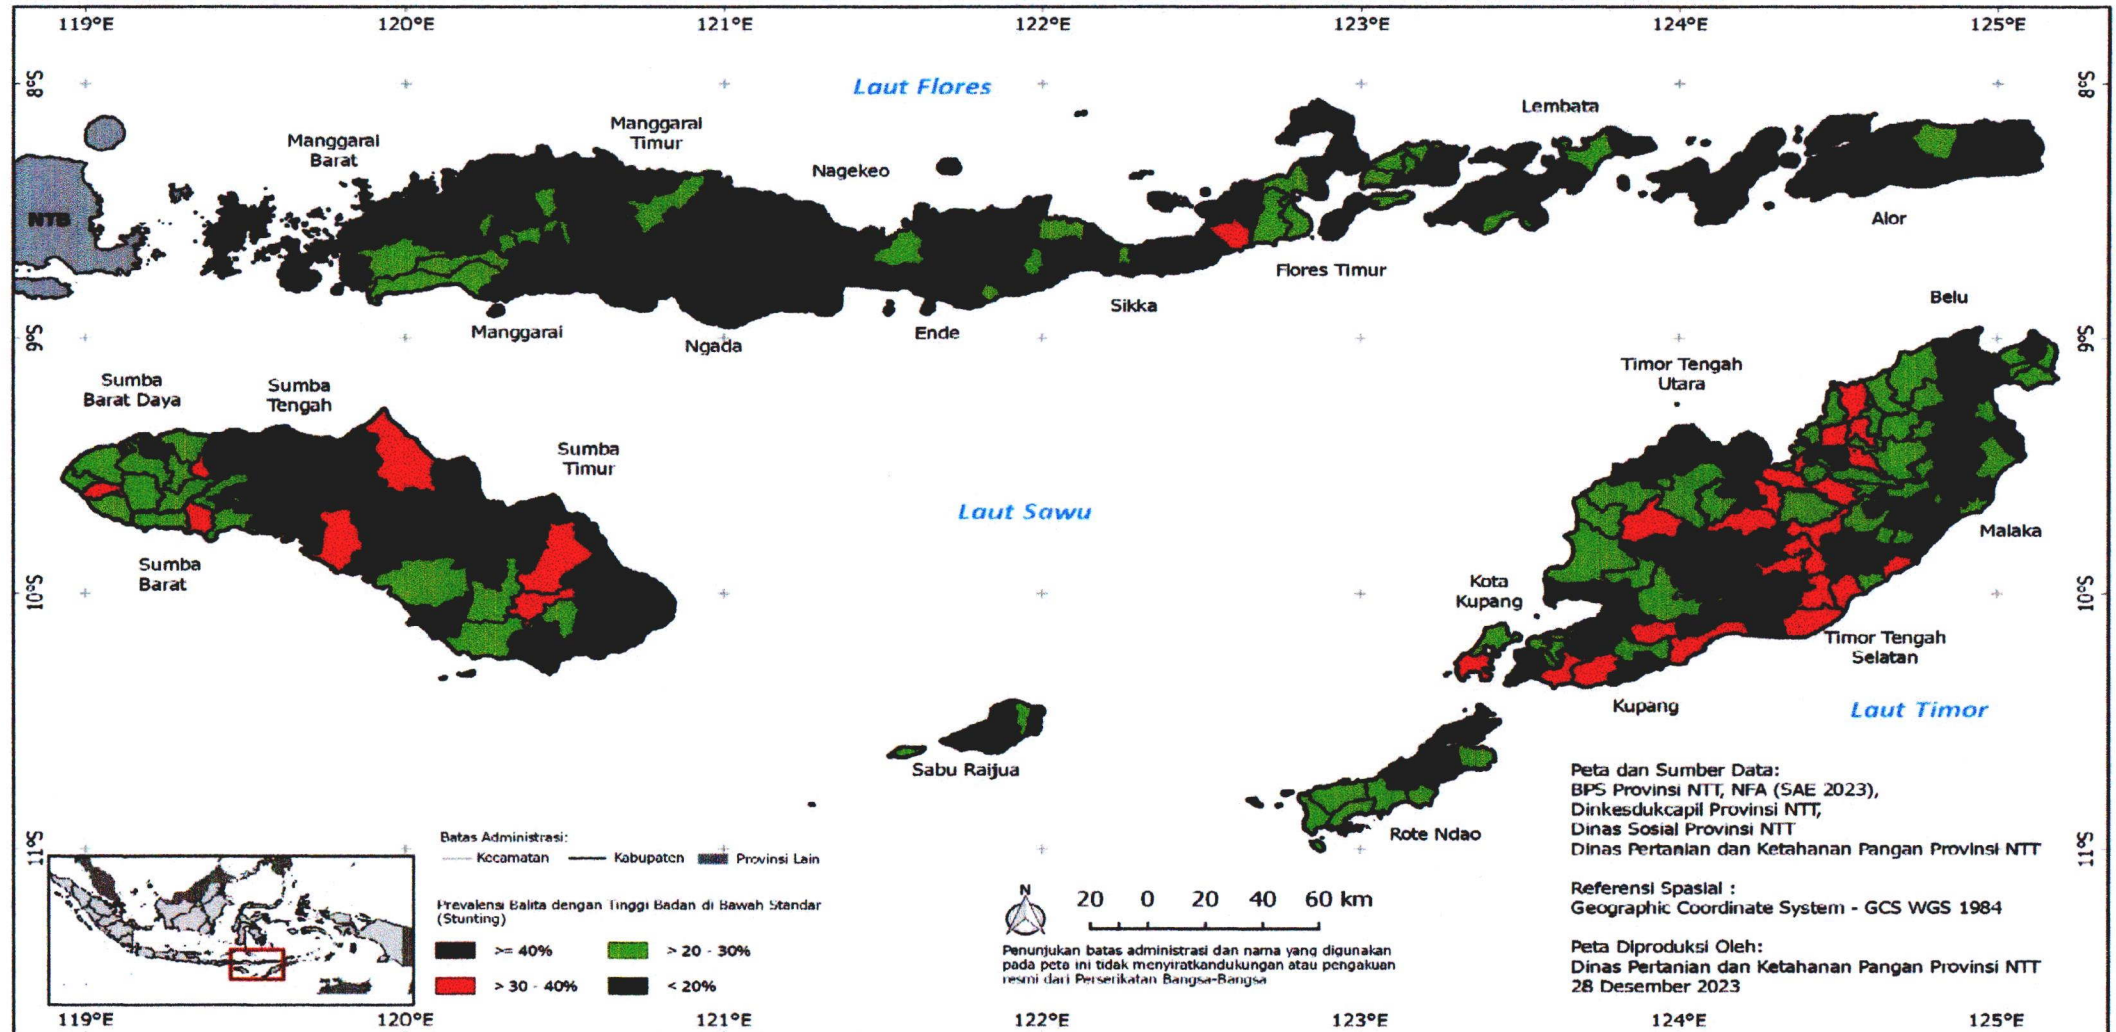 119°E 120°E 121°E 122°E 123°E 124°E 125°E
8°S 8°S
Laut Flores
Lembata
Manggarai
Timur
Manggarai
Barat
Nagekeo
NTB
Alor
Flores Timur
Belu
Sikka
Manggarai
Ende
Ngada
9°S 9°S
Timor Tengah
Utara
Sumba
Barat Daya
Sumba
Tengah
Sumba
Timur
Laut Sawu
Malaka
Sumba
Barat
Kota
Kupang
10°S 10°S
Timor Tengah
Selatan
Kupang
Laut Timor
Sabu Raijua
Rote Ndao
11°S 11°S
Batas Administrasi:
Kecamatan Kabupaten Provinsi Lain
Prevalensi Balita dengan Tinggi Badan di Bawah Standar
(Stunting)
>= 40% > 20 - 30%
> 30 - 40% < 20%
N
20 0 20 40 60 km
Penunjukan batas administrasi dan nama yang digunakan
pada peta ini tidak menyiratkandukungan atau pengakuan
resmi dari Perserikatan Bangsa-Bangsa
Peta dan Sumber Data:
BPS Provinsi NTT, NFA (SAE 2023),
Dinkesdukcapil Provinsi NTT,
Dinas Sosial Provinsi NTT
Dinas Pertanian dan Ketahanan Pangan Provinsi NTT
Referensi Spasial :
Geographic Coordinate System - GCS WGS 1984
Peta Diproduksi Oleh:
Dinas Pertanian dan Ketahanan Pangan Provinsi NTT
28 Desember 2023
119°E 120°E 121°E 122°E 123°E 124°E 125°E